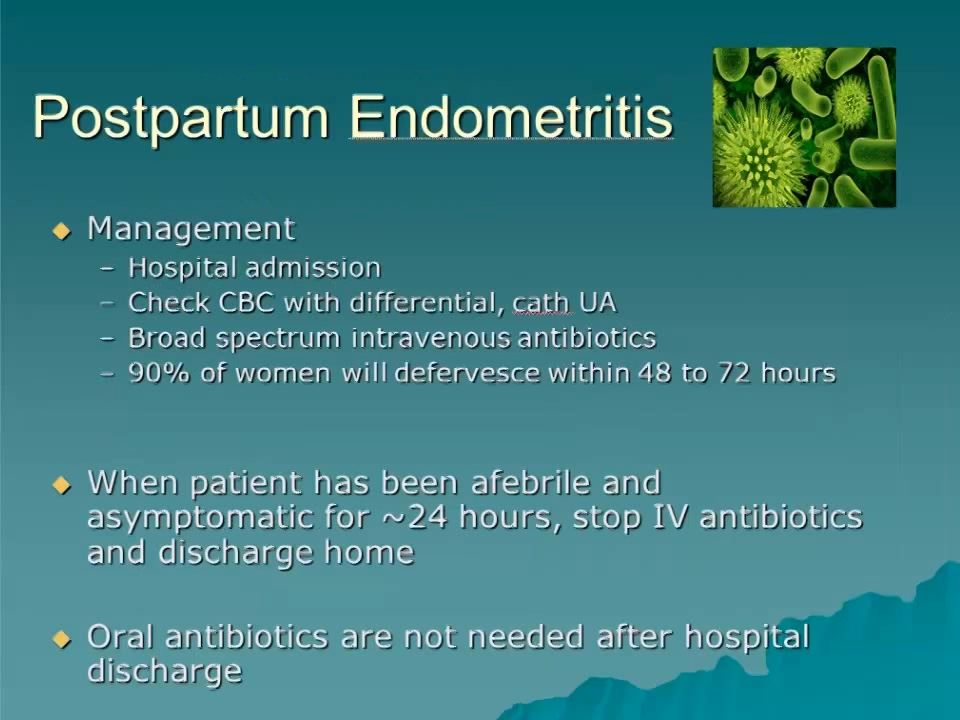 Postpartum Endometritis
Management
– Hospital admission
– Check CBC with differential, cath UA
– Broad spectrum intravenous antibiotics
– 90% of women will defervesce within 48 to 72 hours
When patient has been afebrile and
asymptomatic for ~24 hours, stop IV antibiotics
and discharge home
Oral antibiotics are not needed after hospital
discharge